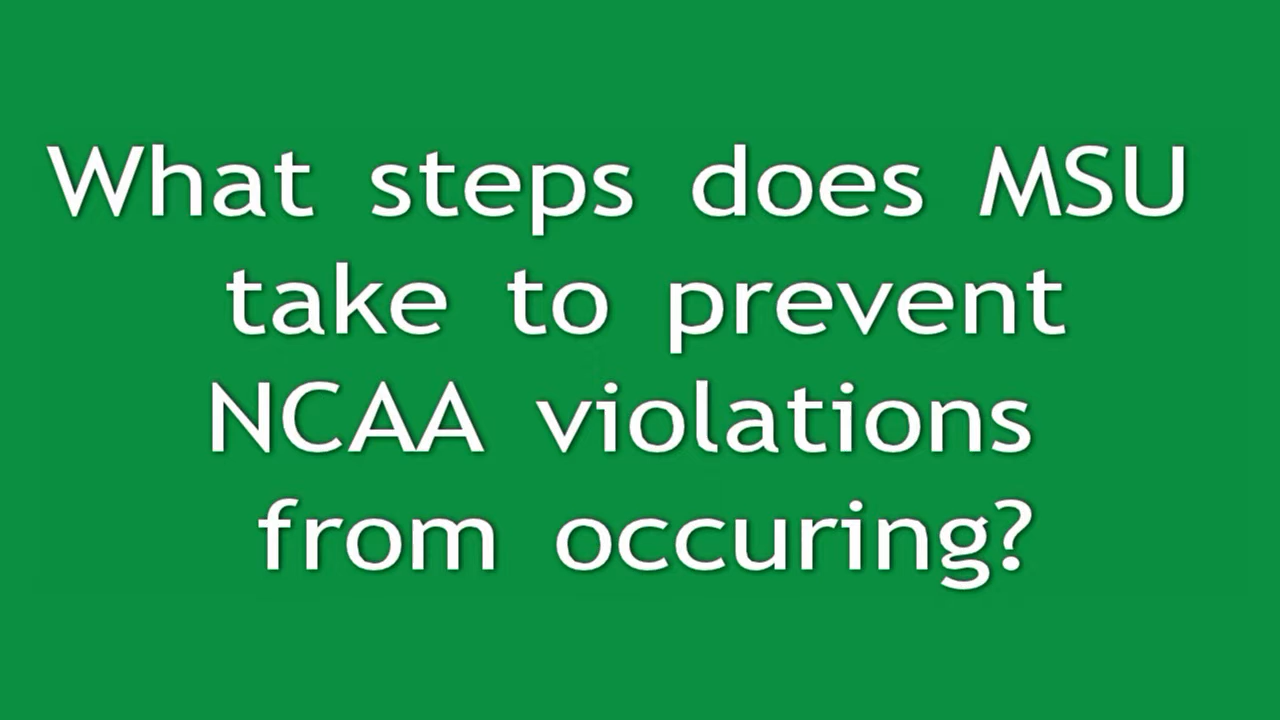 What steps does MSU
take to prevent
NCAA violations
from occuring?